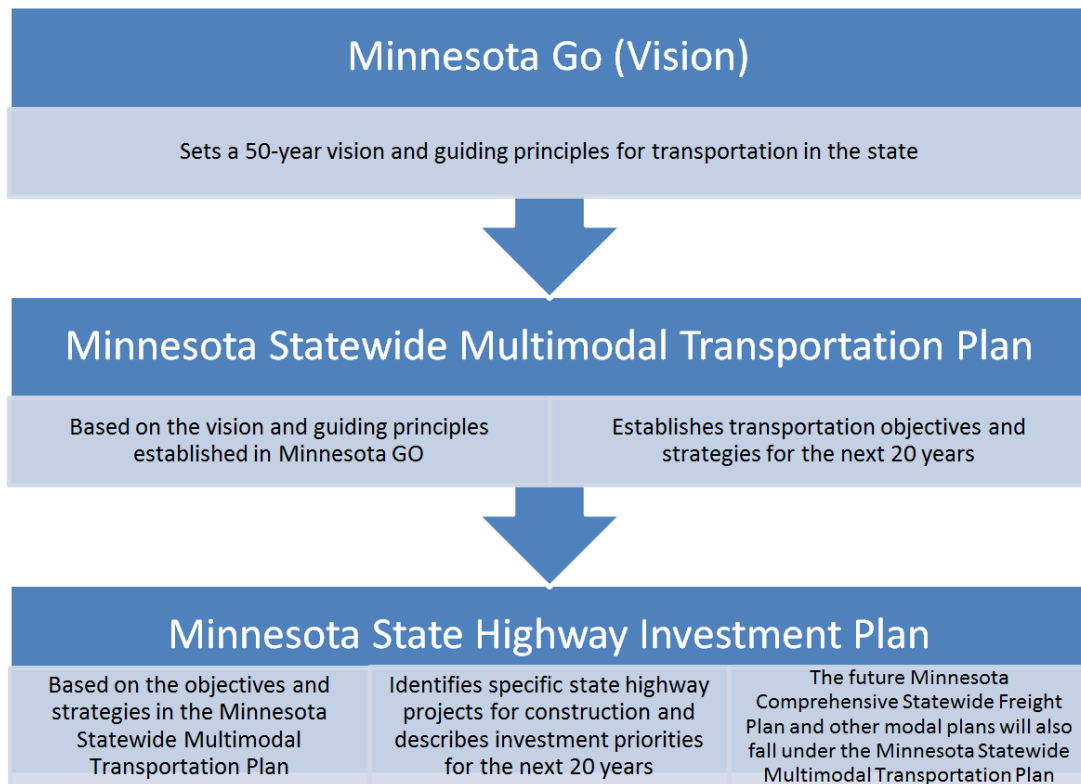 Minnesota Go (Vision)
Sets a 50-year vision and guiding principles for transportation in the state
Minnesota Statewide Multimodal Transportation Plan
Based on the vision and guiding principles
established in Minnesota GO
Establishes transportation objectives and
strategies for the next 20 years
Minnesota State Highway Investment Plan
Based on the objectives and
strategies in the Minnesota
Statewide Multimodal
Transportation Plan
Identifies specific state highway
projects for construction and
describes investment priorities
for the next 20 years
The future Minnesota
Comprehensive Statewide Freight
Plan and other modal plans will also
fall under the Minnesota Statewide
Multimodal Transportation Plan